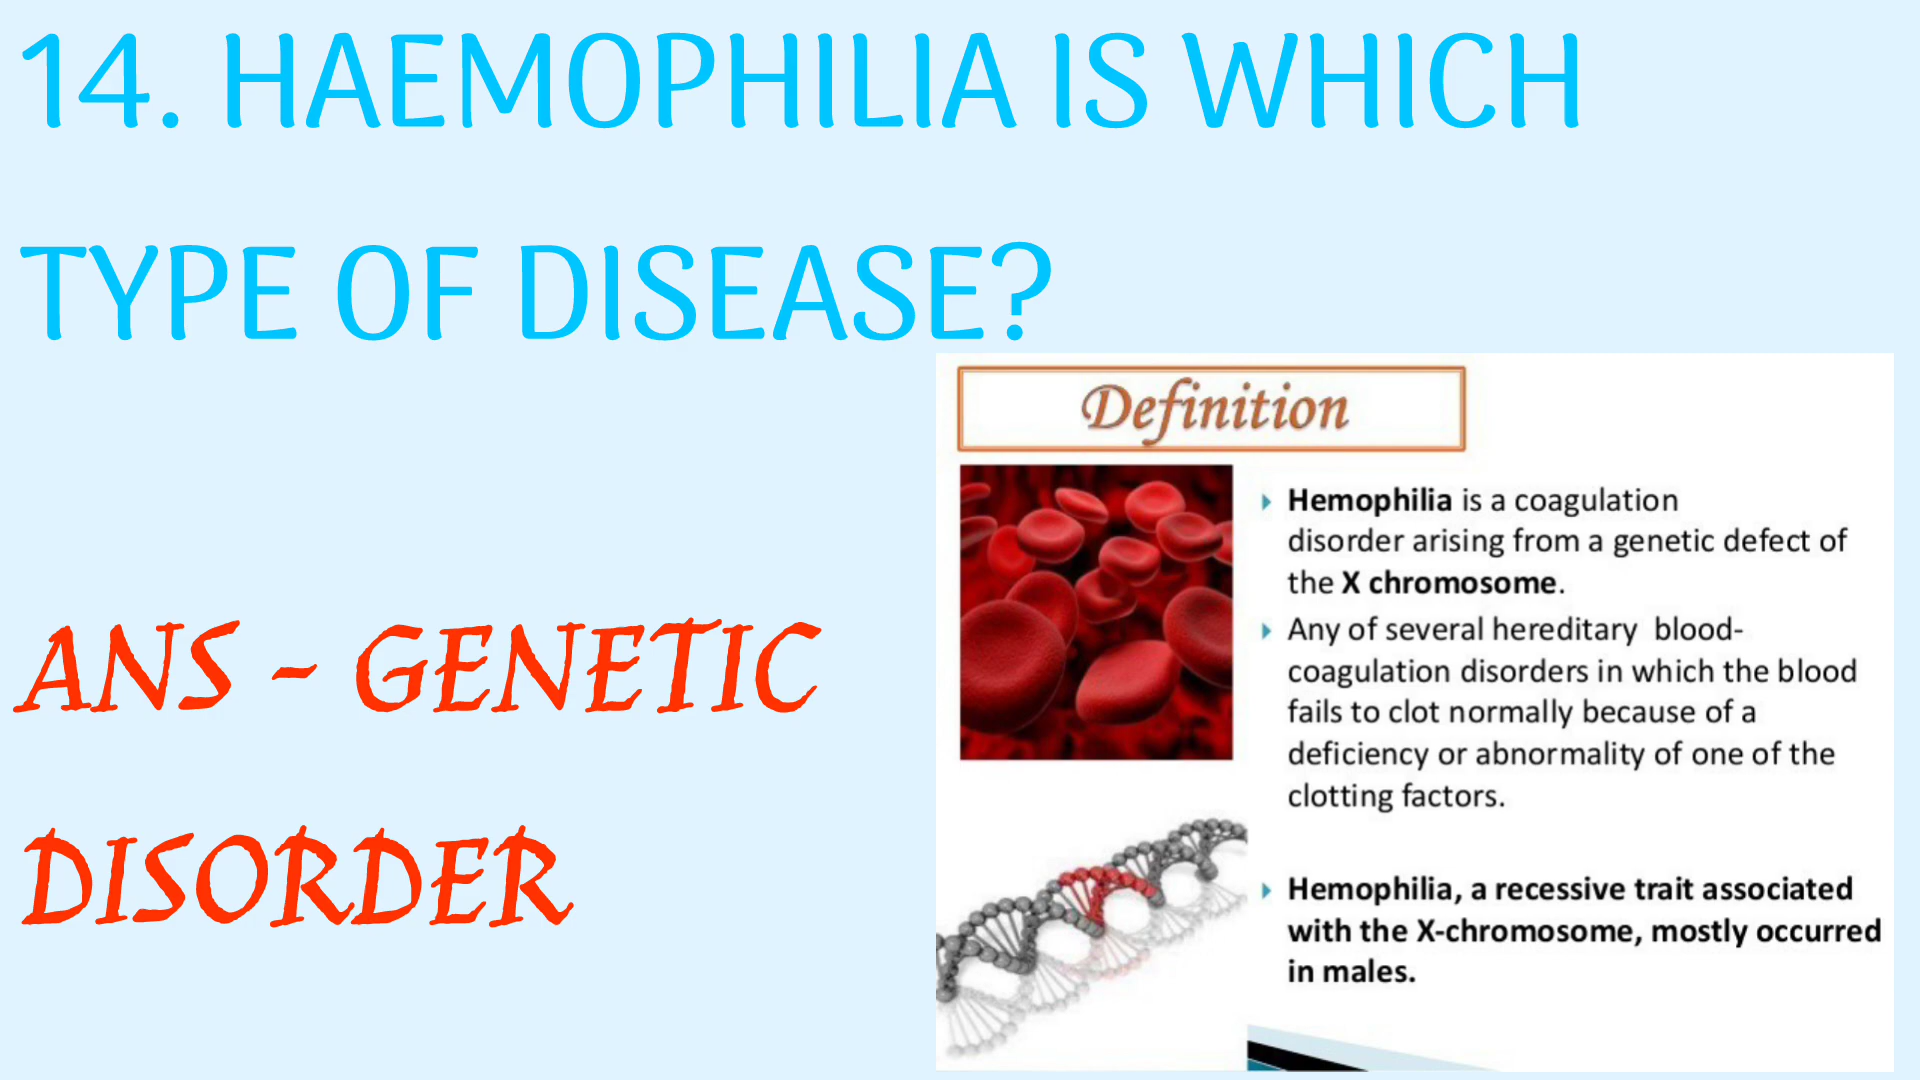 14. HAEMOPHILIA IS WHICH
TYPE OF DISEASE?
ANS - GENETIC
DISORDER
Definition
Hemophilia is a coagulation
disorder arising from a genetic defect of
the X chromosome.
Any of several hereditary blood-
coagulation disorders in which the blood
fails to clot normally because of a
deficiency or abnormality of one of the
clotting factors.
Hemophilia, a recessive trait associated
with the X-chromosome, mostly occurred
in males.